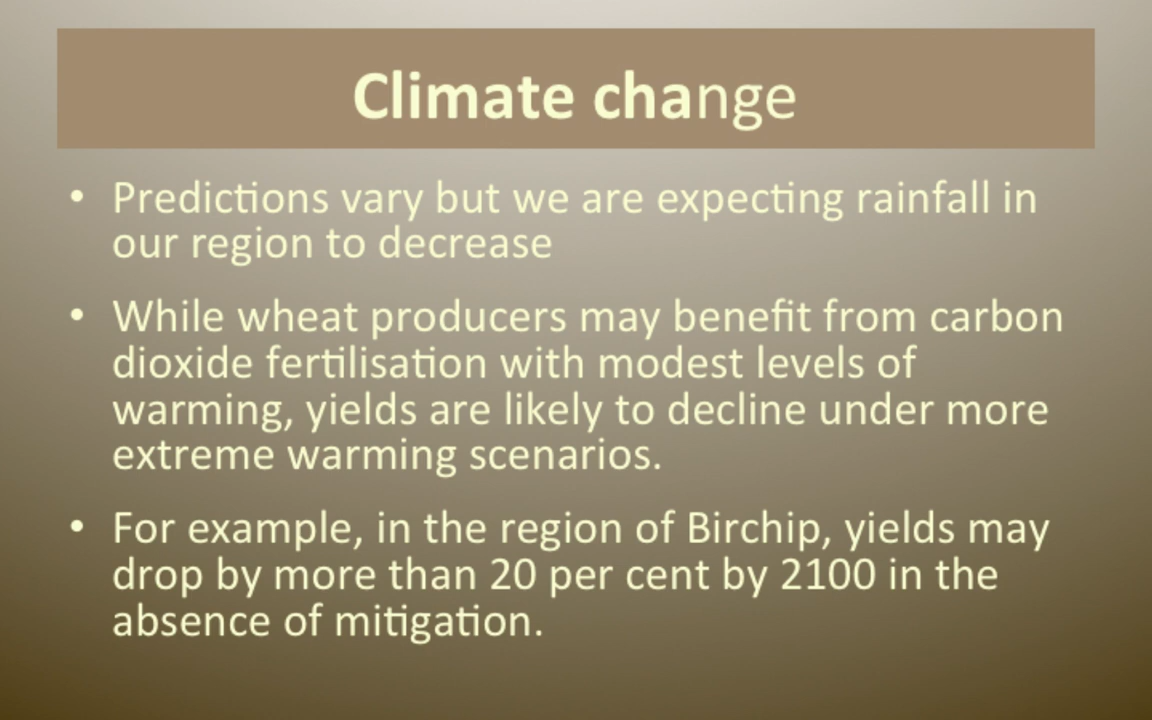 Climate change
• Predictions vary but we are expecting rainfall in
our region to decrease
• While wheat producers may benefit from carbon
dioxide fertilisation with modest levels of
warming, yields are likely to decline under more
extreme warming scenarios.
• For example, in the region of Birchip, yields may
drop by more than 20 per cent by 2100 in the
absence of mitigation.